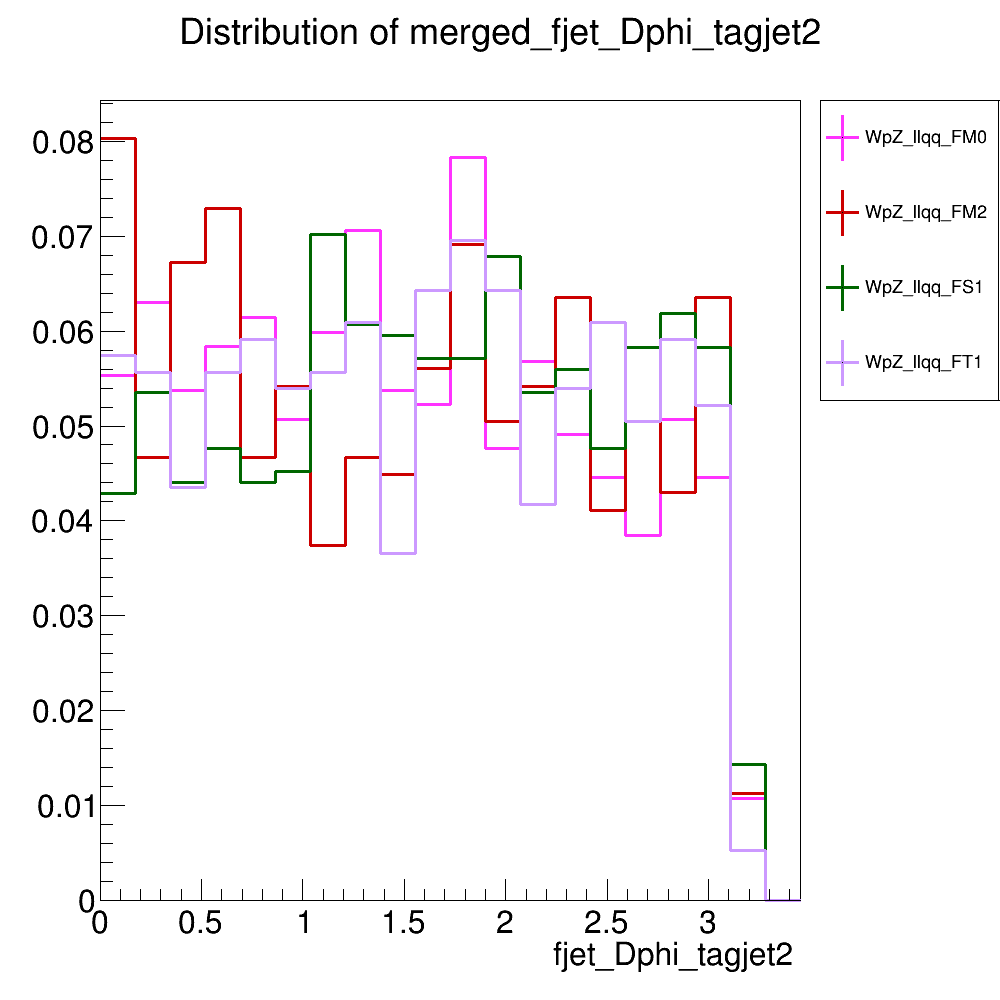 Distribution of merged_fjet_Dphi_tagjet2
0.08
0.07
0.06
0.05
0.04
0.03
0.02
0.01
0
0 0.5 1 1.5 2 2.5 3
fjet_Dphi_tagjet2
WpZ_llqq_FM0
WpZ_llqq_FM2
WpZ_llqq_FS1
WpZ_llqq_FT1